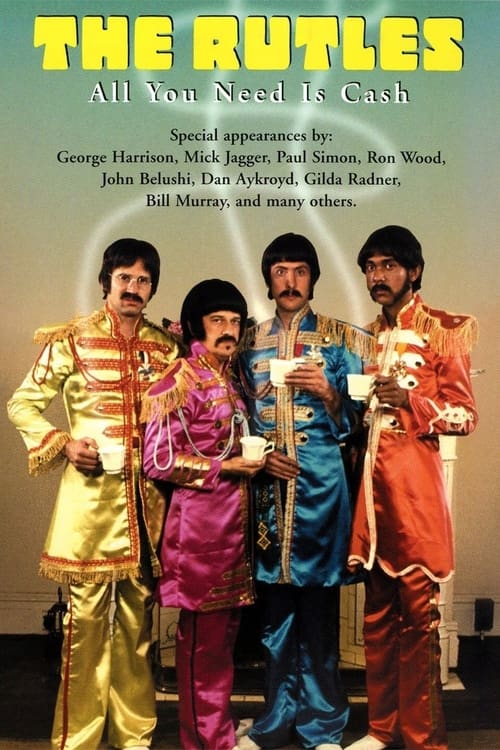 THE RUTLES
All You Need Is Cash
Special appearances by:
George Harrison, Mick Jagger, Paul Simon, Ron Wood,
John Belushi, Dan Aykroyd, Gilda Radner,
Bill Murray, and many others.